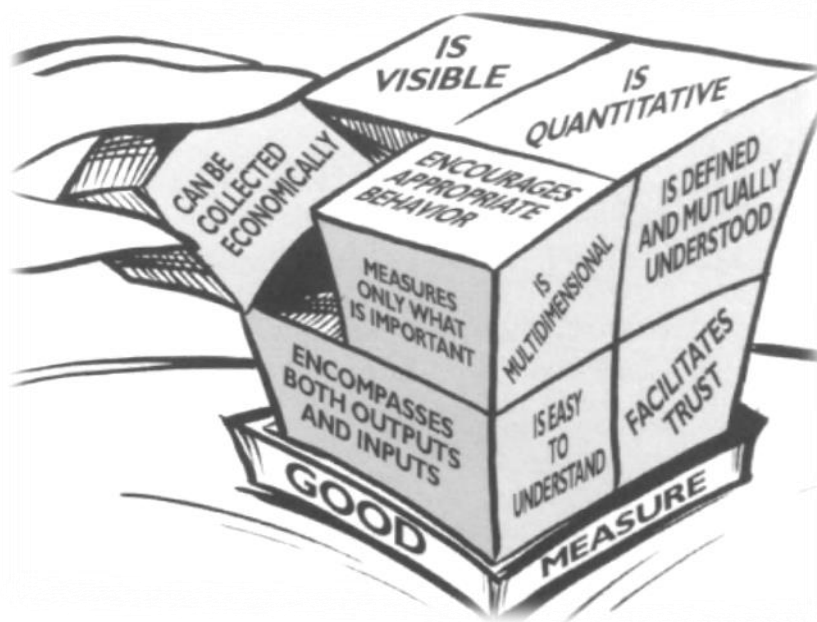 IS
VISIBLE
IS
QUANTITATIVE
CAN BE
COLLECTED
ECONOMICALLY
ENCOURAGES
APPROPRIATE
BEHAVIOR
IS DEFINED
AND MUTUALLY
UNDERSTOOD
MEASURES
ONLY WHAT
IS IMPORTANT
IS
MULTIDIMENSIONAL
ENCOMPASSES
BOTH OUTPUTS
AND INPUTS
IS EASY
TO
UNDERSTAND
FACILITATES
TRUST
GOOD
MEASURE